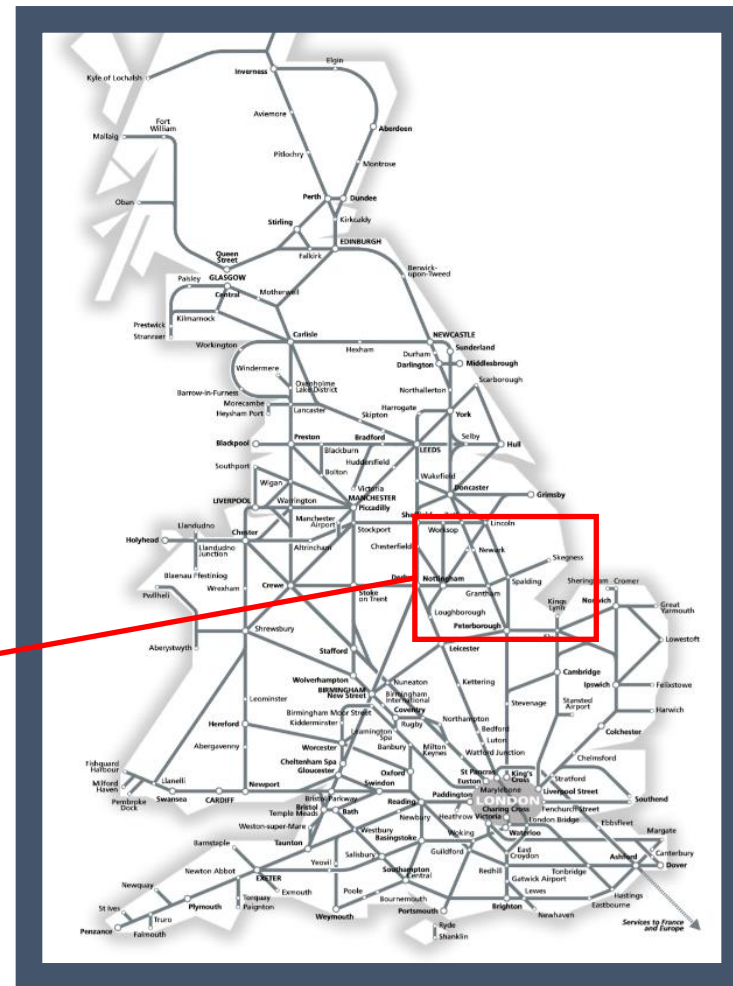 Elgin
Inverness
Kyle of Lochalsh
Aviemore
Fort
William
Aberdeen
Mallaig
Pitlochry
Montrose
Perth
Dundee
Oban
Stirling
Kirkcaldy
Queen
Street
EDINBURGH
Falkirk
Berwick-
upon-Tweed
Paisley
GLASGOW
Central
Motherwell
Prestwick
Kilmarnock
Stranraer
Carlisle
NEWCASTLE
Workington
Hexham
Sunderland
Durham
Darlington
Middlesbrough
Windermere
Oxenholme
Lake District
Scarborough
Barrow-in-Furness
Northallerton
Morecambe
Heysham Port
Lancaster
Harrogate
York
Skipton
Blackpool
Preston
Bradford
LEEDS
Selby
Hull
Blackburn
Southport
Bolton
Huddersfield
Wakefield
Wigan
Victoria
Doncaster
Grimsby
LIVERPOOL
Warrington
MANCHESTER
Piccadilly
Manchester
Airport
Stockport
Lincoln
Worksop
Llandudno
Holyhead
Chester
Altrincham
Chesterfield
Newark
Llandudno
Junction
Skegness
Blaenau Ffestiniog
Crewe
Nottingham
Spalding
Sheringham
Cromer
Pwllheli
Wrexham
Stoke
on Trent
Grantham
Kings
Lynn
Norwich
Great
Yarmouth
Loughborough
Peterborough
Shrewsbury
Aberystwyth
Stafford
Leicester
Lowestoft
Wolverhampton
Cambridge
BIRMINGHAM
New Street
Nuneaton
Birmingham
International
Kettering
Ipswich
Felixstowe
Leominster
Coventry
Stevenage
Stansted
Airport
Harwich
Birmingham Moor Street
Kidderminster
Rugby
Northampton
Hereford
Leamington
Spa
Bedford
Colchester
Abergavenny
Worcester
Banbury
Milton
Keynes
Luton
Watford Junction
Chelmsford
Cheltenham Spa
Gloucester
Oxford
St Pancras
King's
Cross
Fishguard
Harbour
Swindon
Euston
Stratford
Milford
Haven
Llanelli
Newport
Marylebone
Liverpool Street
Pembroke
Dock
Swansea
CARDIFF
Bristol Parkway
Reading
Paddington
LONDON
Southend
Bristol
Temple Meads
Bath
Newbury
Heathrow
Charing Cross
Victoria
Fenchurch Street
London Bridge
Ebbsfleet
Weston-super-Mare
Westbury
Basingstoke
Woking
Waterloo
Margate
Barnstaple
Taunton
Salisbury
Guildford
East
Croydon
Canterbury
Newton Abbot
Yeovil
Southampton
Central
Redhill
Tonbridge
Ashford
Dover
EXETER
Gatwick Airport
Newquay
Exmouth
Poole
Lewes
Hastings
St Ives
Plymouth
Torquay
Paignton
Bournemouth
Eastbourne
Truro
Weymouth
Portsmouth
Brighton
Newhaven
Penzance
Falmouth
Ryde
Shanklin
Services to France
and Europe